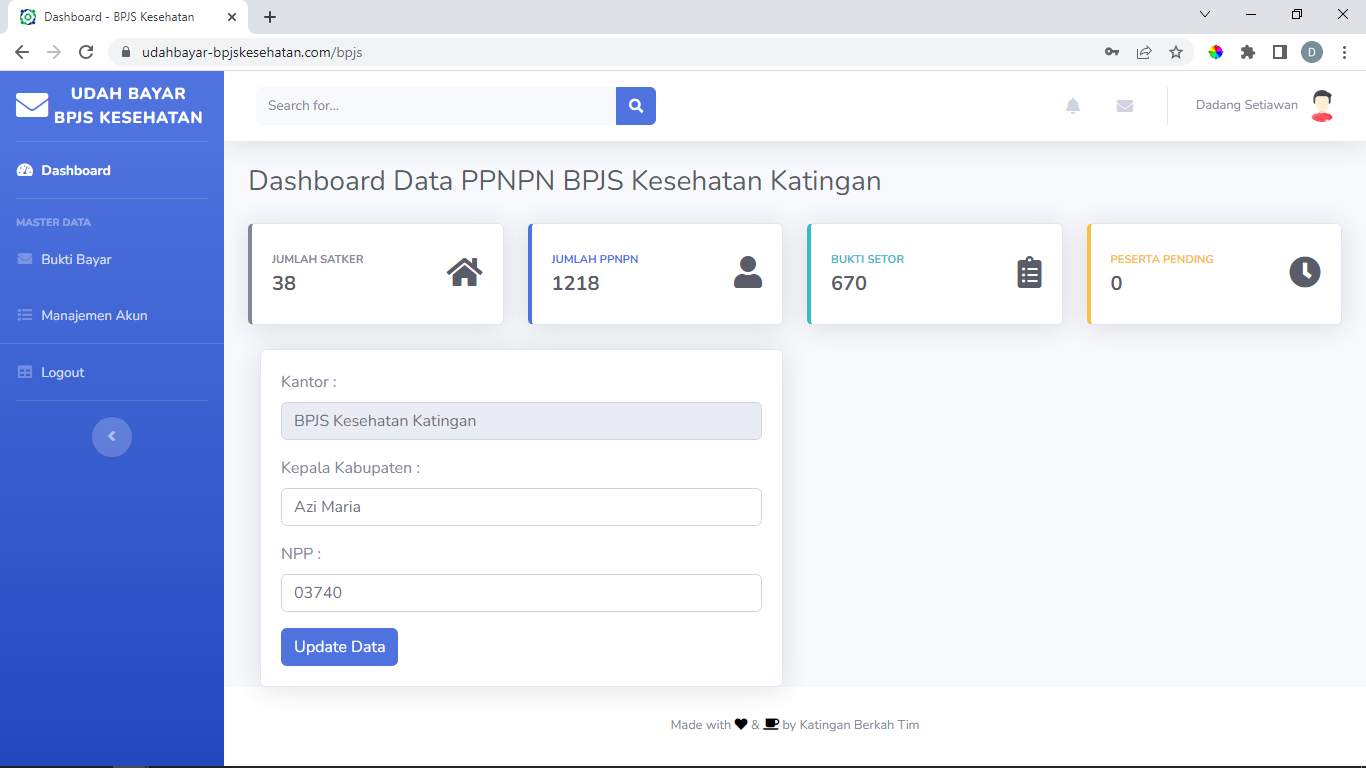 Dashboard - BPJS Kesehatan
udahbayar-bpjskesehatan.com/bpjs
D
UDAH BAYAR
BPJS KESEHATAN
Search for...
Dadang Setiawan
Dashboard
MASTER DATA
Bukti Bayar
Manajemen Akun
Logout
Dashboard Data PPNPN BPJS Kesehatan Katingan
JUMLAH SATKER
38
JUMLAH PPNPN
1218
BUKTI SETOR
670
PESERTA PENDING
0
Kantor :
BPJS Kesehatan Katingan
Kepala Kabupaten :
Azi Maria
NPP :
03740
Update Data
Made with & by Katingan Berkah Tim